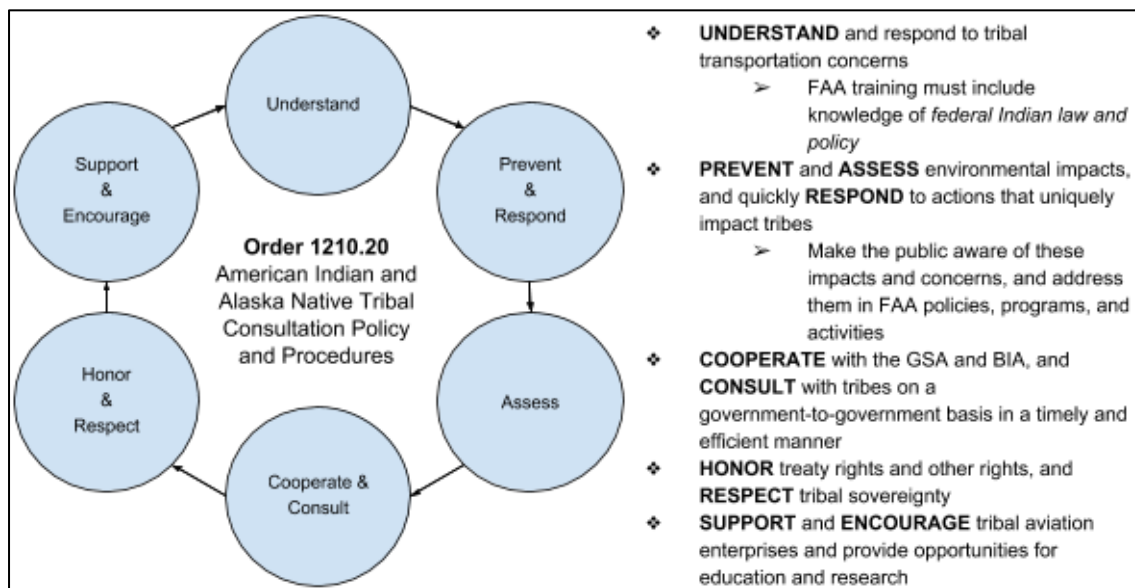 Understand
Prevent
&
Respond
Assess
Cooperate &
Consult
Honor
&
Respect
Support
&
Encourage
Order 1210.20
American Indian and
Alaska Native Tribal
Consultation Policy
and Procedures
❖ UNDERSTAND and respond to tribal
transportation concerns
➢ FAA training must include
knowledge of federal Indian law and
policy
❖ PREVENT and ASSESS environmental impacts,
and quickly RESPOND to actions that uniquely
impact tribes
➢ Make the public aware of these
impacts and concerns, and address
them in FAA policies, programs, and
activities
❖ COOPERATE with the GSA and BIA, and
CONSULT with tribes on a
government-to-government basis in a timely and
efficient manner
❖ HONOR treaty rights and other rights, and
RESPECT tribal sovereignty
❖ SUPPORT and ENCOURAGE tribal aviation
enterprises and provide opportunities for
education and research